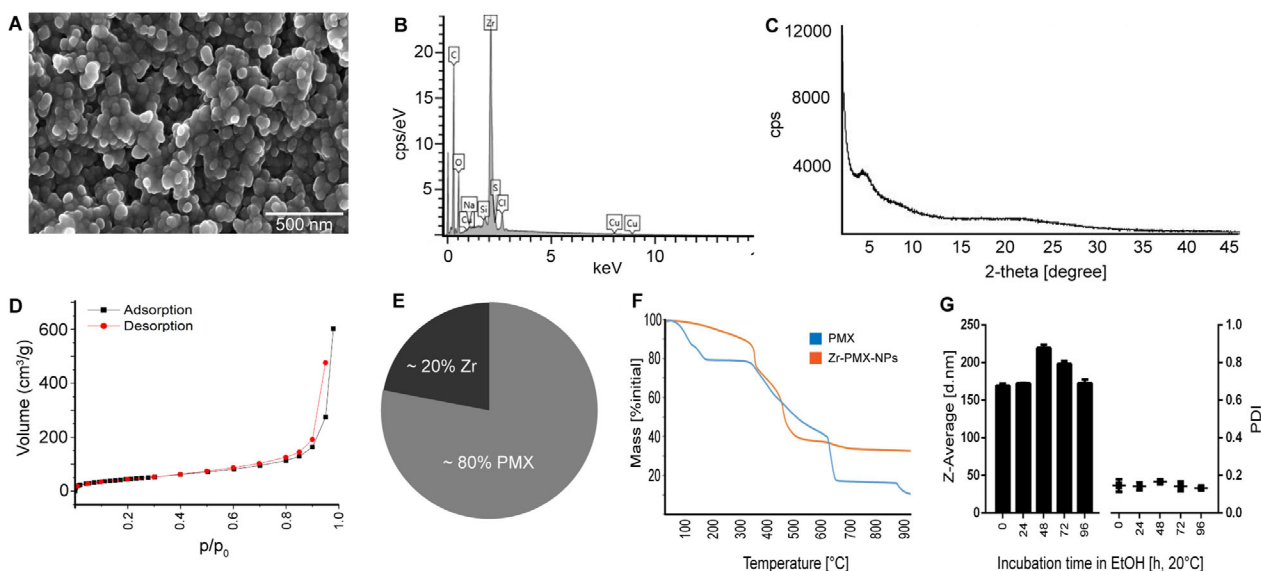 A
500 nm
B
cps/eV
20
15
10
5
C
O
Cu
Na
Si
Zr
S
Cl
Cu
Cu
0
2
4
6
8
10
keV
C
cps
12000
8000
4000
5
10
15
20
25
30
35
40
45
2-theta [degree]
D
Adsorption
Desorption
Volume (cm³/g)
600
400
200
0
0.2
0.4
0.6
0.8
1.0
p/p₀
E
~ 20% Zr
~ 80% PMX
F
Mass [%initial]
100
80
60
40
20
PMX
Zr-PMX-NPs
100
200
300
400
500
600
700
800
900
Temperature [°C]
G
Z-Average [d.nm]
250
200
150
100
50
0
1.0
0.8
0.6
0.4
0.2
0.0
PDI
0
24
48
72
96
0
24
48
72
96
Incubation time in EtOH [h, 20°C]